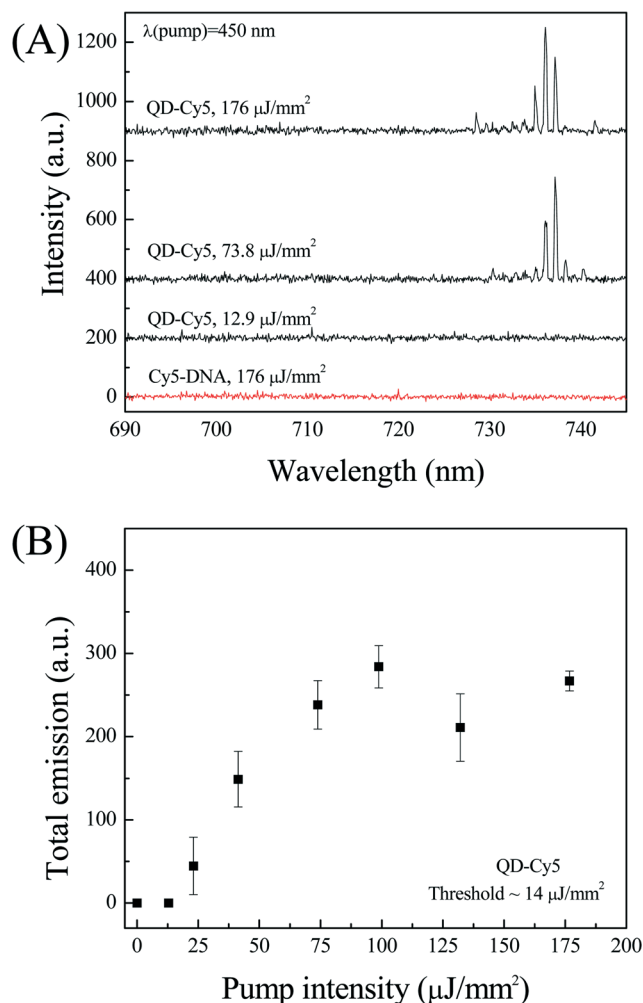 (A)
λ(pump)=450 nm
1200
QD-Cy5, 176 μJ/mm²
1000
800
Intensity (a.u.)
600
QD-Cy5, 73.8 μJ/mm²
400
QD-Cy5, 12.9 μJ/mm²
200
Cy5-DNA, 176 μJ/mm²
0
690 700 710 720 730 740
Wavelength (nm)
(B)
400
300
Total emission (a.u.)
200
100
QD-Cy5
Threshold ~ 14 μJ/mm²
0
0 25 50 75 100 125 150 175 200
Pump intensity (μJ/mm²)